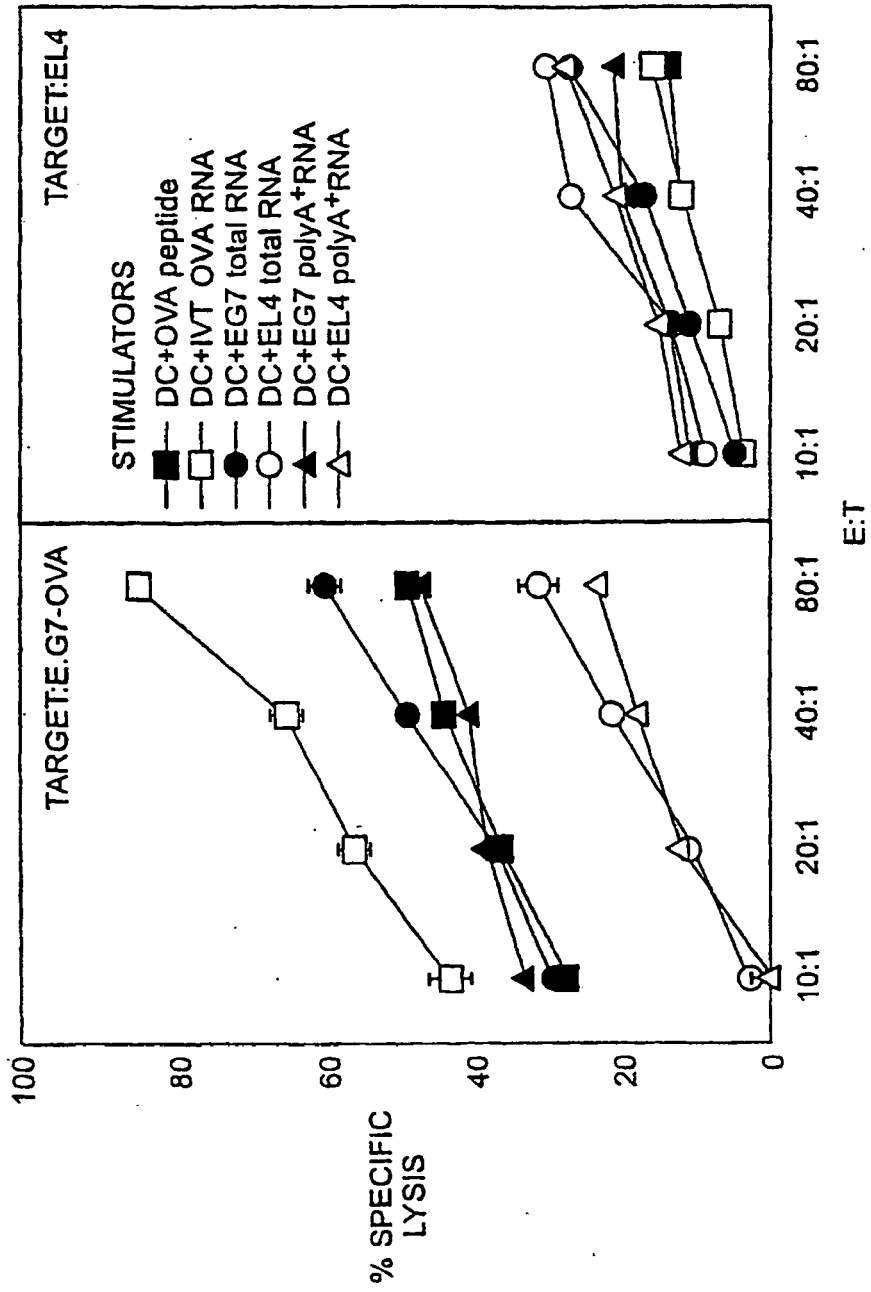 TARGET:E.G7-OVA
TARGET:EL4
STIMULATORS
DC+OVA peptide
DC+IVT OVA RNA
DC+EG7 total RNA
DC+EL4 total RNA
DC+EG7 polyA+RNA
DC+EL4 polyA+RNA
% SPECIFIC
LYSIS
100
80
60
40
20
0
10:1
20:1
40:1
80:1
10:1
20:1
40:1
80:1
E:T